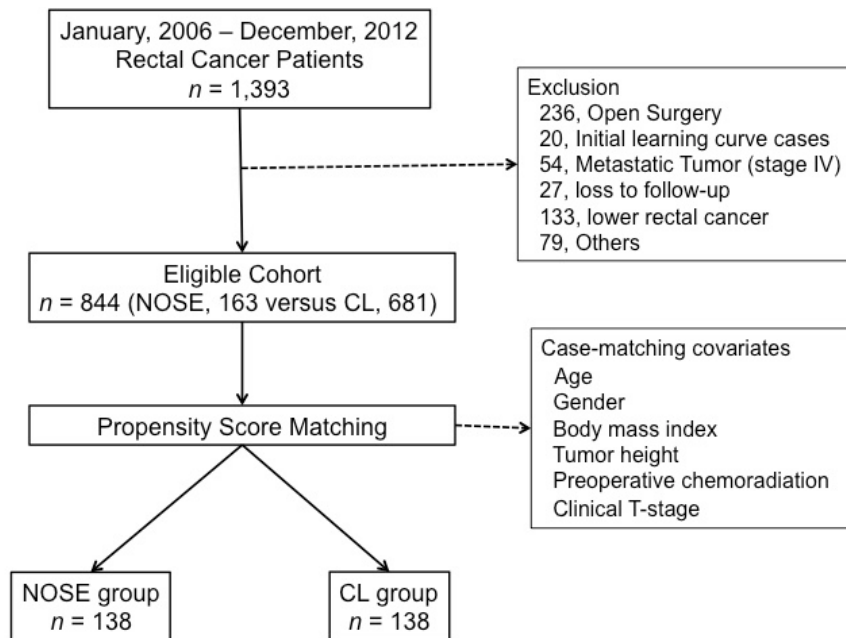 January, 2006 – December, 2012
Rectal Cancer Patients
n = 1,393
Exclusion
236, Open Surgery
20, Initial learning curve cases
54, Metastatic Tumor (stage IV)
27, loss to follow-up
133, lower rectal cancer
79, Others
Eligible Cohort
n = 844 (NOSE, 163 versus CL, 681)
Case-matching covariates
Age
Gender
Body mass index
Tumor height
Preoperative chemoradiation
Clinical T-stage
Propensity Score Matching
NOSE group
n = 138
CL group
n = 138